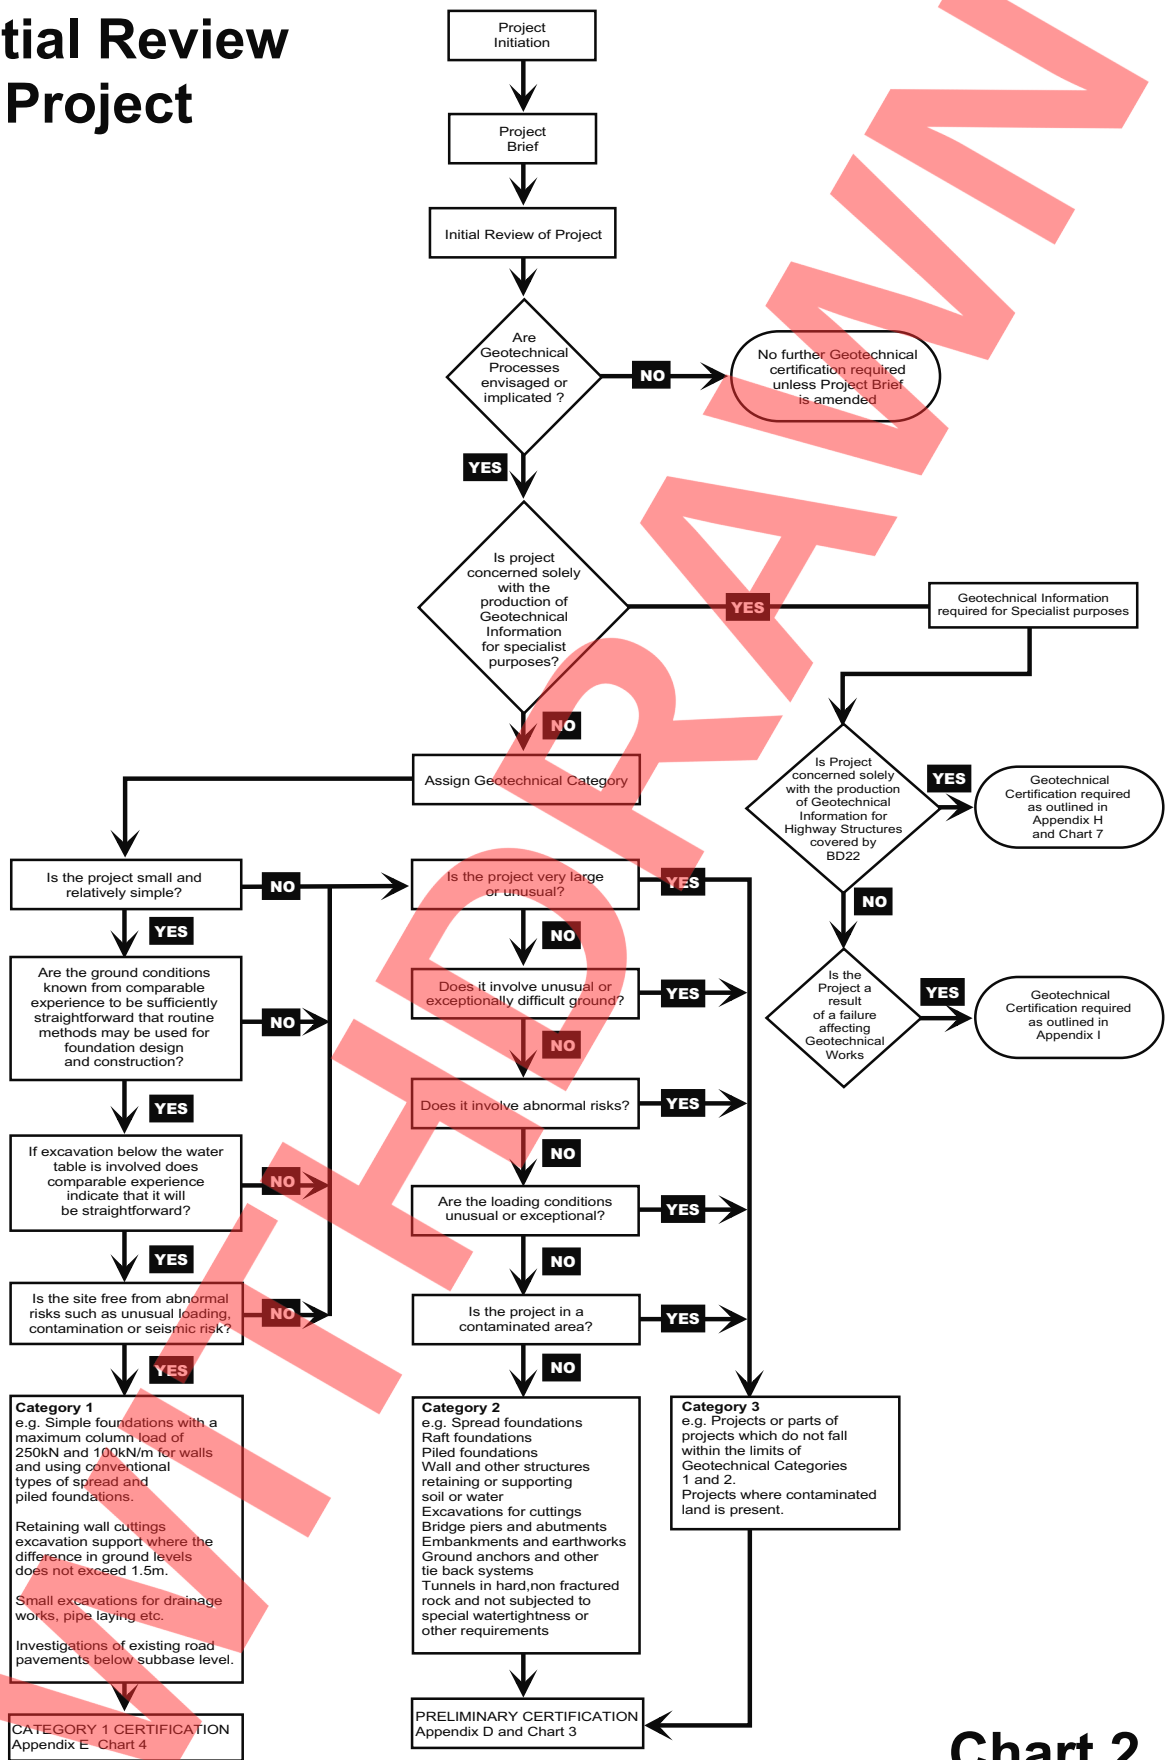 tial Review
Project
Project
Initiation
Project
Brief
Initial Review of Project
Are
Geotechnical
Processes
envisaged or
implicated ?
NO
No further Geotechnical
certification required
unless Project Brief
is amended
YES
Is project
concerned solely
with the
production of
Geotechnical
Information
for specialist
purposes?
YES
Geotechnical Information
required for Specialist purposes
NO
Assign Geotechnical Category
Is Project
concerned solely
with the production
of Geotechnical
Information for
Highway Structures
covered by
BD22
YES
Geotechnical
Certification required
as outlined in
Appendix H
and Chart 7
NO
Is the
Project a
result
of a failure
affecting
Geotechnical
Works
YES
Geotechnical
Certification required
as outlined in
Appendix I
Is the project small and
relatively simple?
NO
YES
Are the ground conditions
known from comparable
experience to be sufficiently
straightforward that routine
methods may be used for
foundation design
and construction?
NO
YES
If excavation below the water
table is involved does
comparable experience
indicate that it will
be straightforward?
NO
YES
Is the site free from abnormal
risks such as unusual loading,
contamination or seismic risk?
NO
YES
Category 1
e.g. Simple foundations with a
maximum column load of
250kN and 100kN/m for walls
and using conventional
types of spread and
piled foundations.
Retaining wall cuttings
excavation support where the
difference in ground levels
does not exceed 1.5m.
Small excavations for drainage
works, pipe laying etc.
Investigations of existing road
pavements below subbase level.
CATEGORY 1 CERTIFICATION
Appendix E Chart 4
Is the project very large
or unusual?
YES
NO
Does it involve unusual or
exceptionally difficult ground?
YES
NO
Does it involve abnormal risks?
YES
NO
Are the loading conditions
unusual or exceptional?
YES
NO
Is the project in a
contaminated area?
YES
NO
Category 2
e.g. Spread foundations
Raft foundations
Piled foundations
Wall and other structures
retaining or supporting
soil or water
Excavations for cuttings
Bridge piers and abutments
Embankments and earthworks
Ground anchors and other
tie back systems
Tunnels in hard,non fractured
rock and not subjected to
special watertightness or
other requirements
Category 3
e.g. Projects or parts of
projects which do not fall
within the limits of
Geotechnical Categories
1 and 2.
Projects where contaminated
land is present.
PRELIMINARY CERTIFICATION
Appendix D and Chart 3
Chart 2
WITHDRAWN